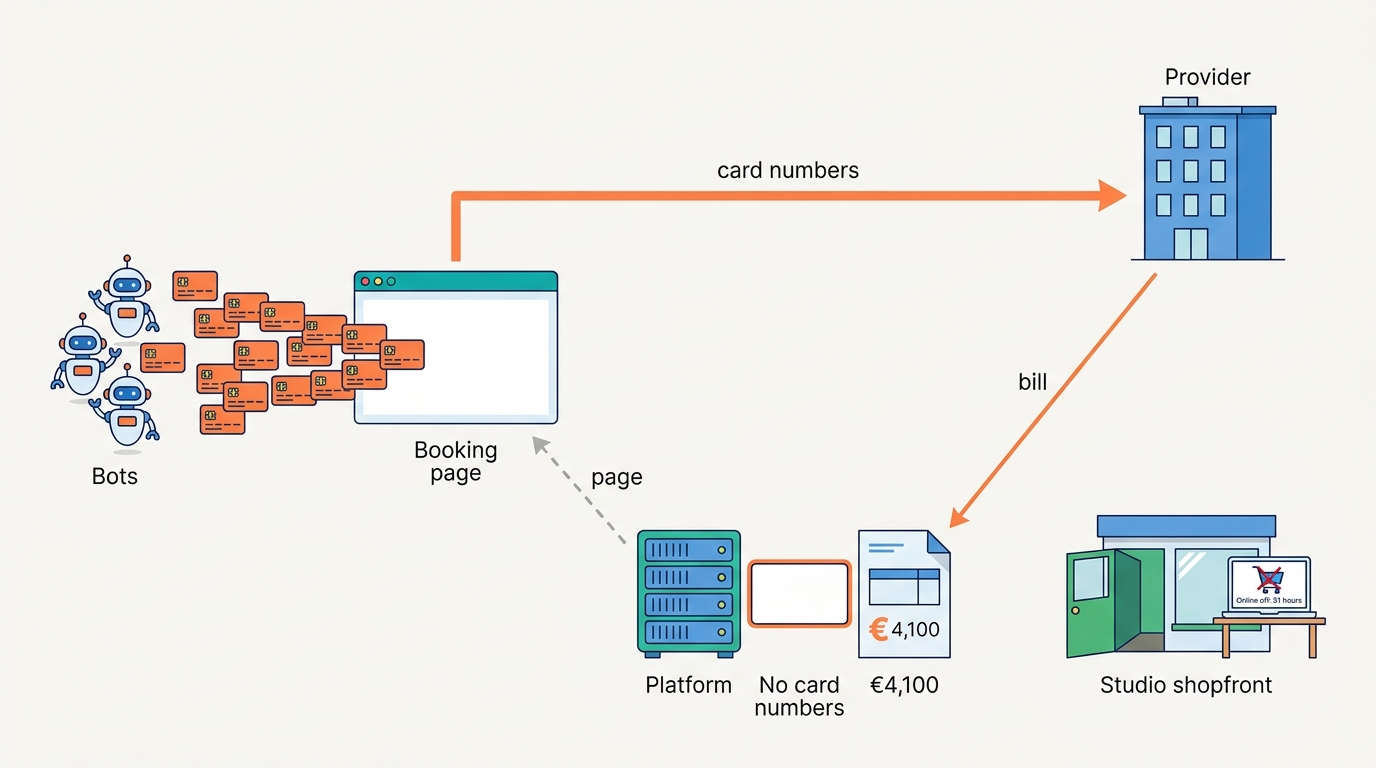 Provider
card numbers
bill
Bots
Booking
page
page
€4,100
Online off: 31 hours
Platform
No card
numbers
€4,100
Studio shopfront